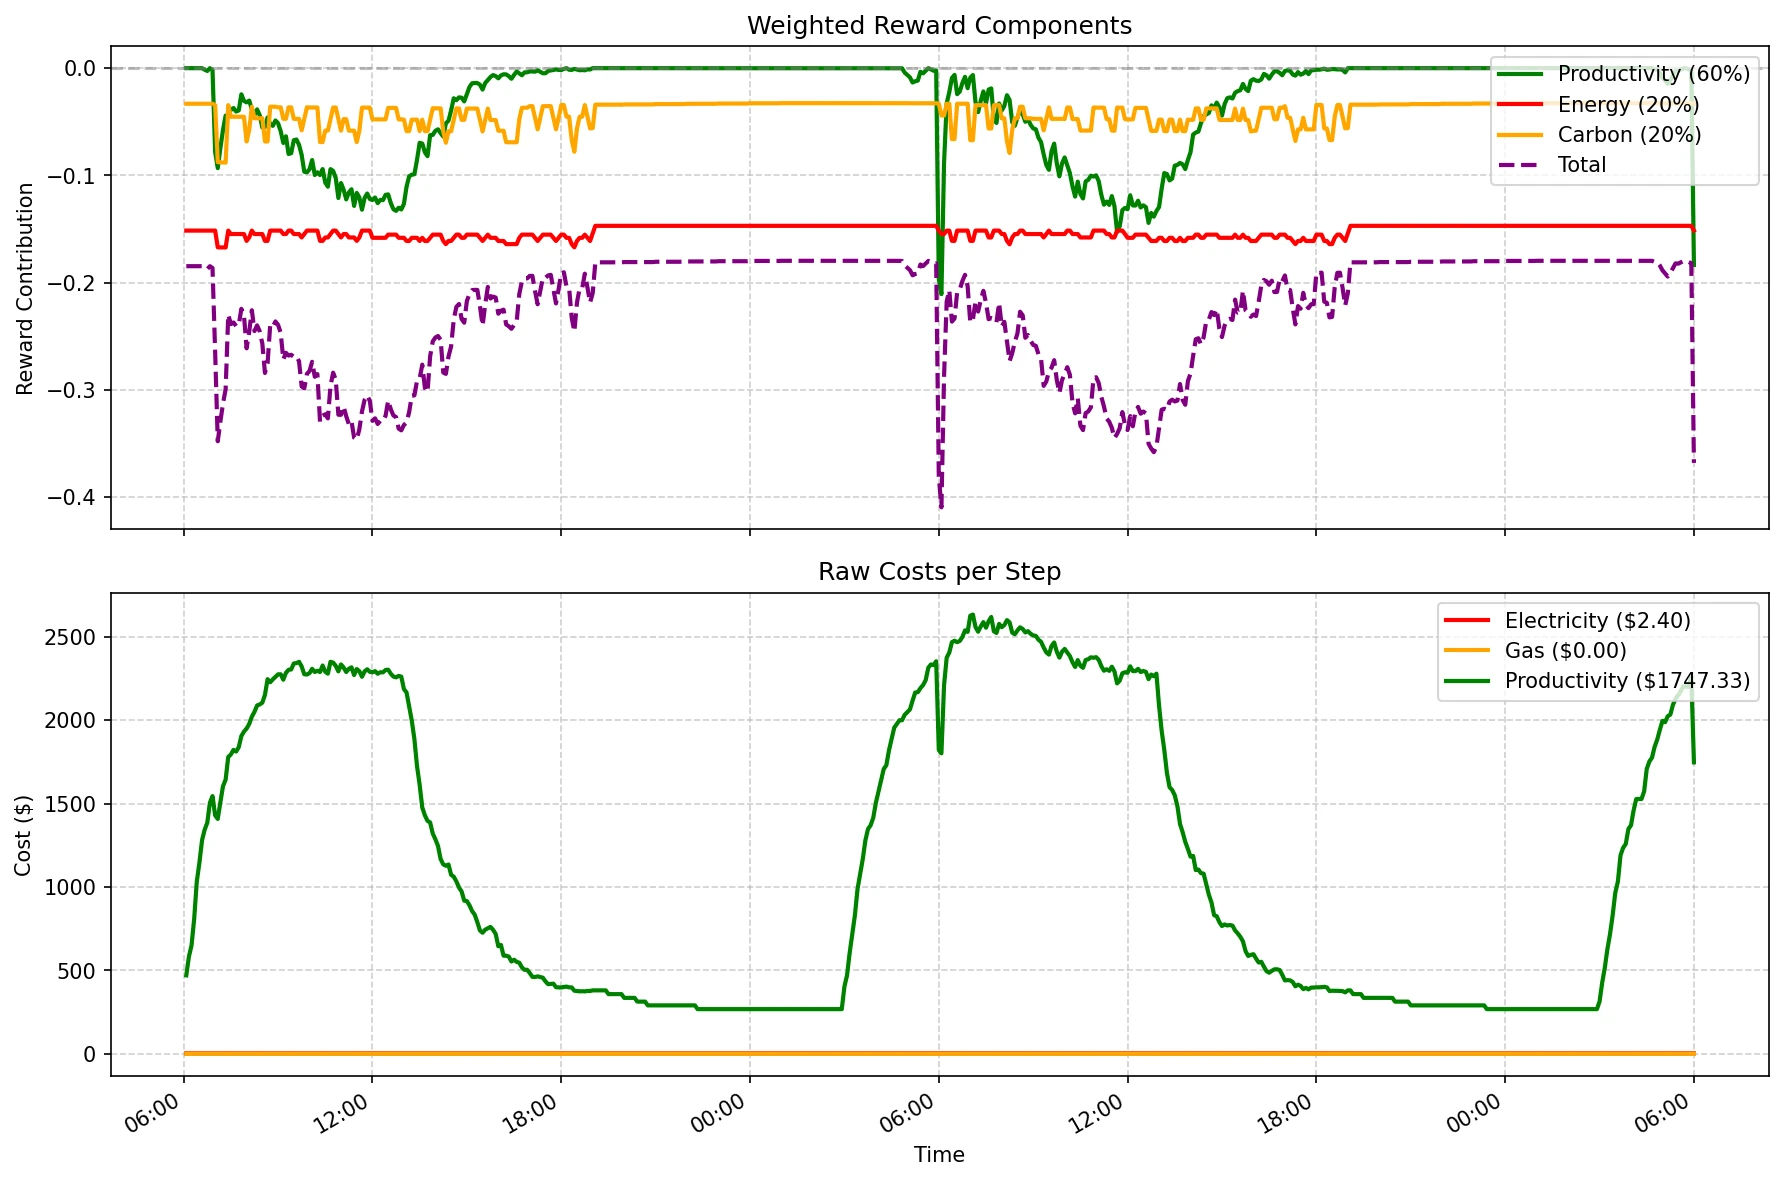 Weighted Reward Components
0.0
−0.1
−0.2
−0.3
−0.4
Reward Contribution
Productivity (60%)
Energy (20%)
Carbon (20%)
Total
Raw Costs per Step
2500
2000
1500
1000
500
0
Cost ($)
Electricity ($2.40)
Gas ($0.00)
Productivity ($1747.33)
06:00
12:00
18:00
00:00
06:00
12:00
18:00
00:00
06:00
Time